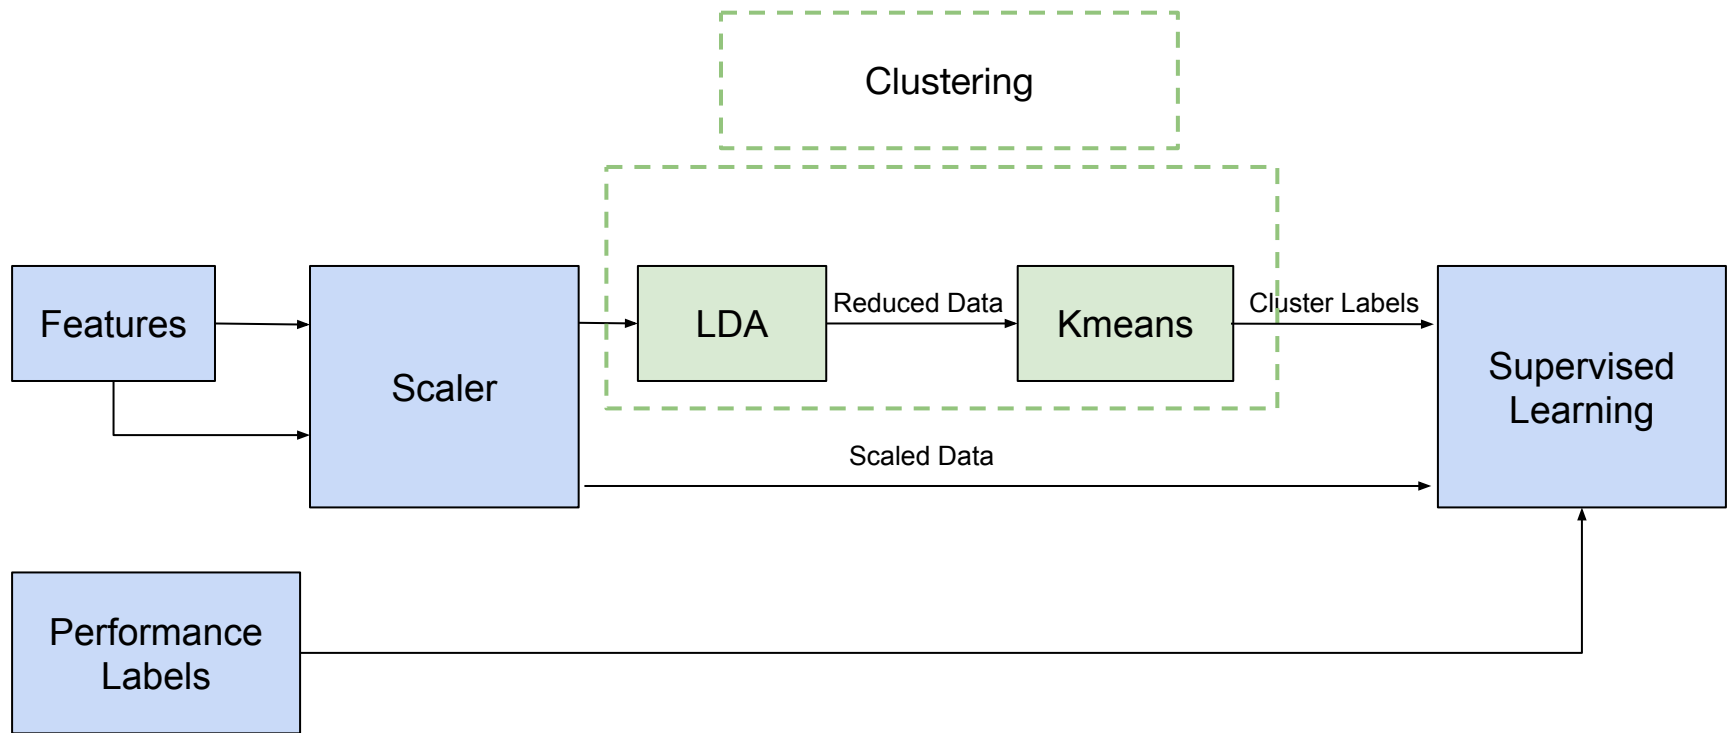 Clustering
Features
Scaler
LDA
Reduced Data
Kmeans
Cluster Labels
Supervised
Learning
Scaled Data
Performance
Labels